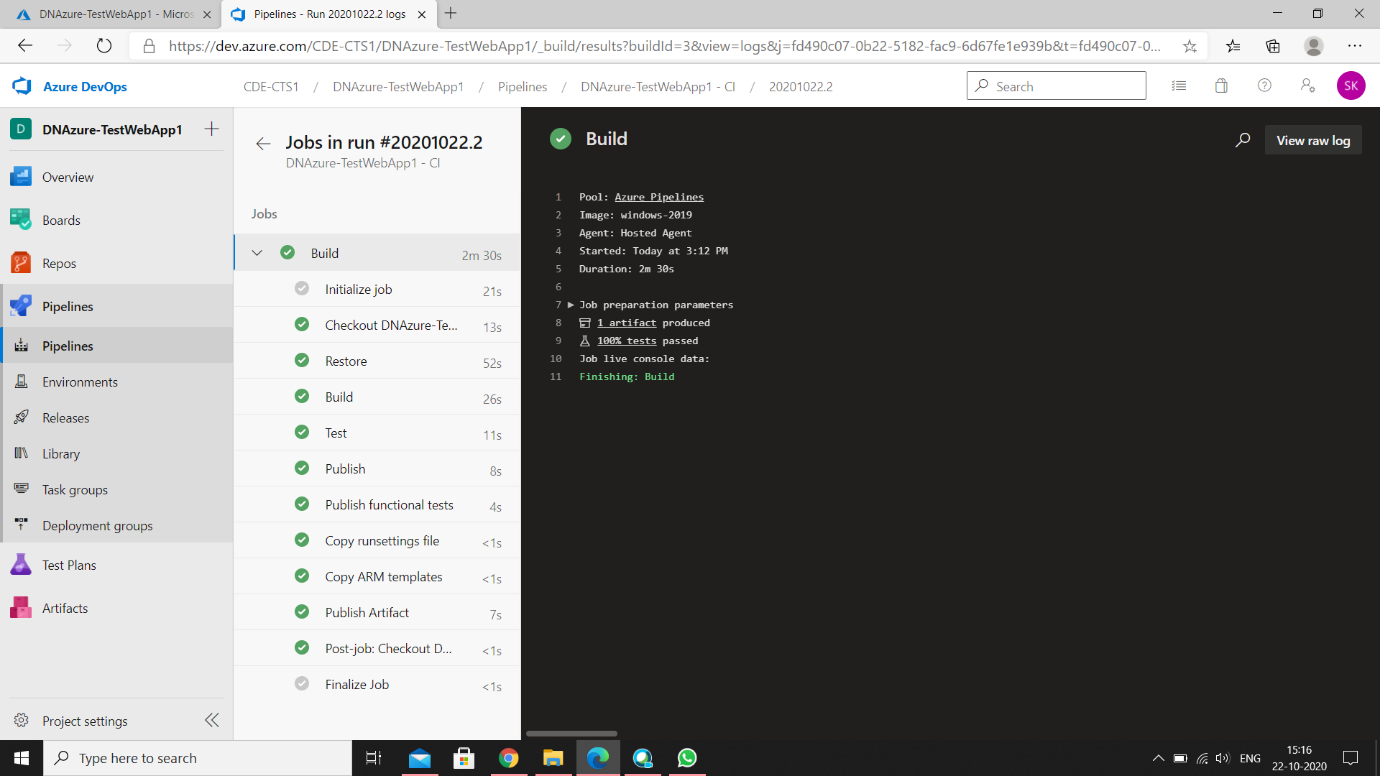 DNAzure-TestWebApp1 - Micros
Pipelines - Run 20201022.2 logs
https://dev.azure.com/CDE-CTS1/DNAzure-TestWebApp1/_build/results?buildId=3&view=logs&j=fd490c07-0b22-5182-fac9-6d67fe1e939b&t=fd490c07-0...
Azure DevOps
CDE-CTS1 / DNAzure-TestWebApp1 / Pipelines / DNAzure-TestWebApp1 - CI / 20201022.2
Search
SK
D DNAzure-TestWebApp1
Overview
Boards
Repos
Pipelines
Pipelines
Environments
Releases
Library
Task groups
Deployment groups
Test Plans
Artifacts
Project settings
Jobs in run #20201022.2
DNAzure-TestWebApp1 - CI
Jobs
Build 2m 30s
Initialize job 21s
Checkout DNAzure-Te... 13s
Restore 52s
Build 26s
Test 11s
Publish 8s
Publish functional tests 4s
Copy runsettings file <1s
Copy ARM templates <1s
Publish Artifact 7s
Post-job: Checkout D... <1s
Finalize Job <1s
Build
View raw log
1 Pool: Azure Pipelines
2 Image: windows-2019
3 Agent: Hosted Agent
4 Started: Today at 3:12 PM
5 Duration: 2m 30s
6
7 Job preparation parameters
8 1 artifact produced
9 100% tests passed
10 Job live console data:
11 Finishing: Build
Type here to search
ENG
15:16
22-10-2020